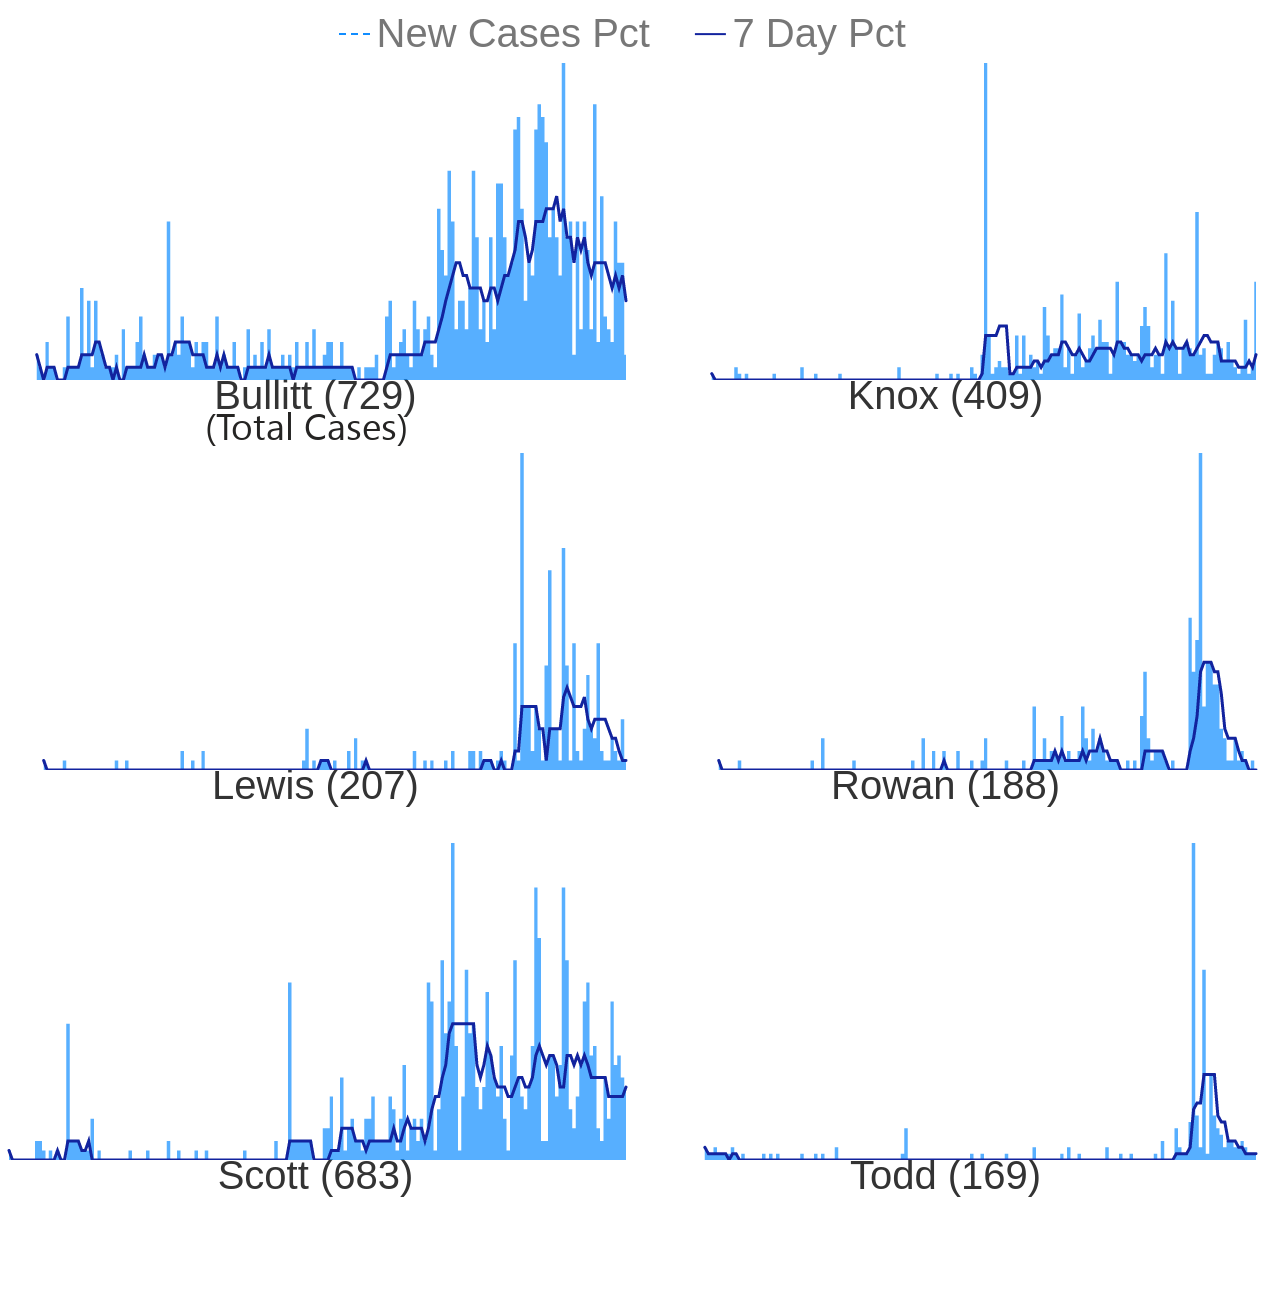 New Cases Pct 7 Day Pct
Bullitt (729)
(Total Cases)
Knox (409)
Lewis (207)
Rowan (188)
Scott (683)
Todd (169)